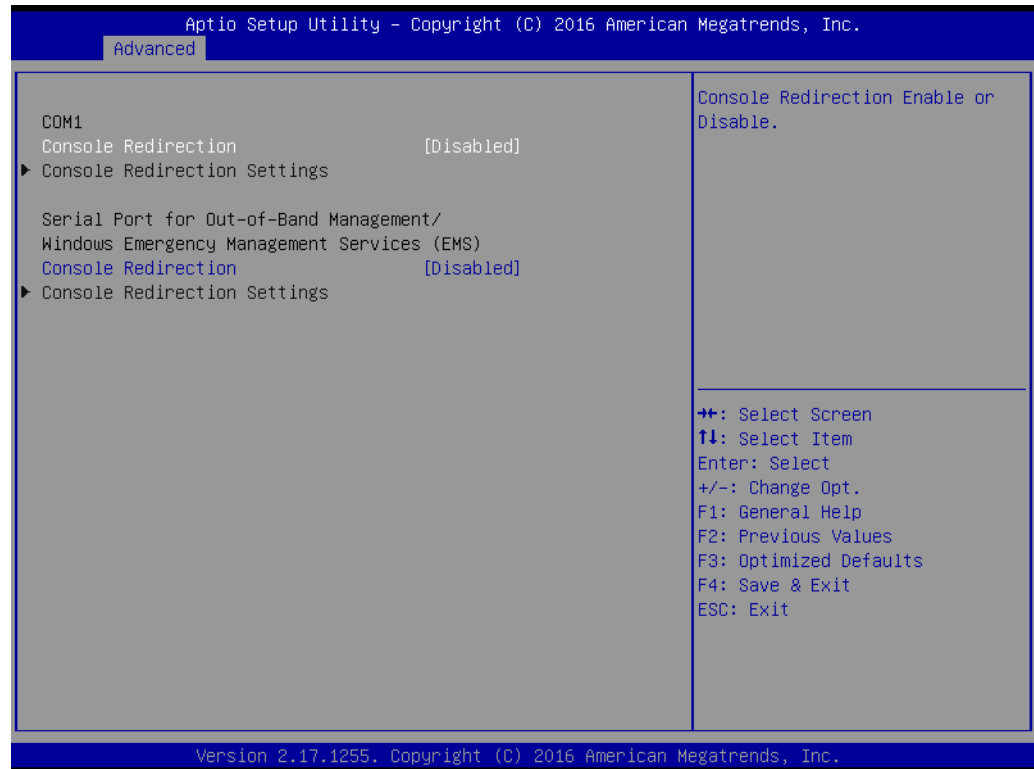 Aptio Setup Utility – Copyright (C) 2016 American Megatrends, Inc.
Advanced
COM1
Console Redirection [Disabled]
▶ Console Redirection Settings
Serial Port for Out-of-Band Management/
Windows Emergency Management Services (EMS)
Console Redirection [Disabled]
▶ Console Redirection Settings
Console Redirection Enable or
Disable.
→←: Select Screen
↑↓: Select Item
Enter: Select
+/-: Change Opt.
F1: General Help
F2: Previous Values
F3: Optimized Defaults
F4: Save & Exit
ESC: Exit
Version 2.17.1255. Copyright (C) 2016 American Megatrends, Inc.